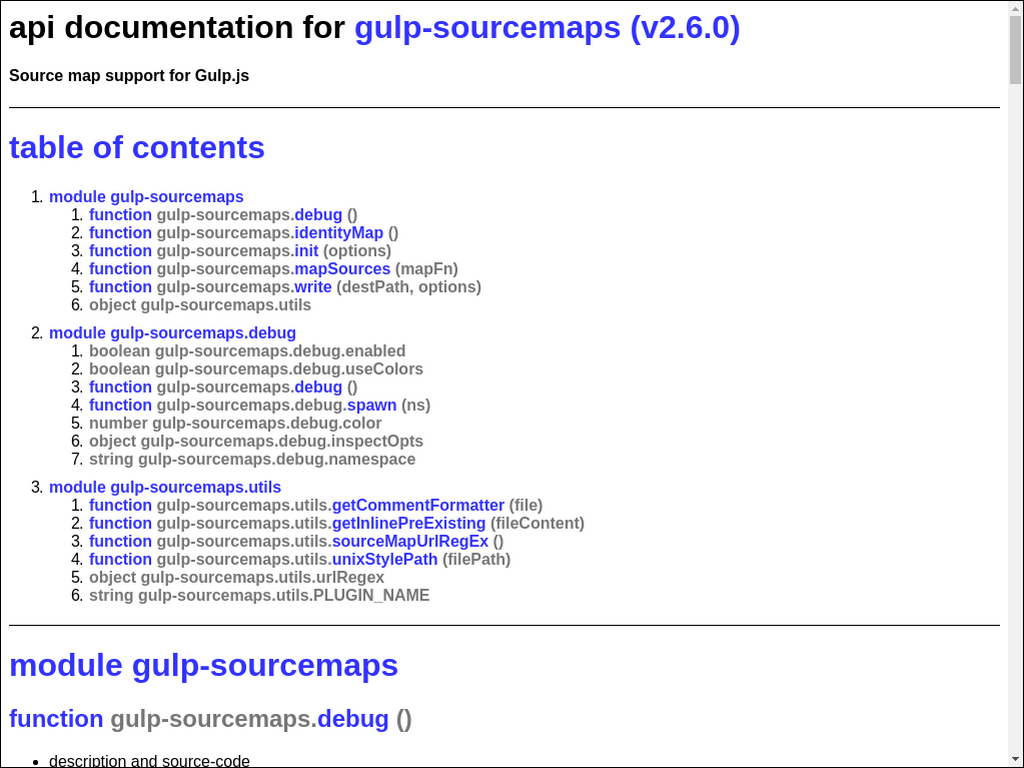 api documentation for gulp-sourcemaps (v2.6.0)
Source map support for Gulp.js
table of contents
1. module gulp-sourcemaps
1. function gulp-sourcemaps.debug ()
2. function gulp-sourcemaps.identityMap ()
3. function gulp-sourcemaps.init (options)
4. function gulp-sourcemaps.mapSources (mapFn)
5. function gulp-sourcemaps.write (destPath, options)
6. object gulp-sourcemaps.utils
2. module gulp-sourcemaps.debug
1. boolean gulp-sourcemaps.debug.enabled
2. boolean gulp-sourcemaps.debug.useColors
3. function gulp-sourcemaps.debug ()
4. function gulp-sourcemaps.debug.spawn (ns)
5. number gulp-sourcemaps.debug.color
6. object gulp-sourcemaps.debug.inspectOpts
7. string gulp-sourcemaps.debug.namespace
3. module gulp-sourcemaps.utils
1. function gulp-sourcemaps.utils.getCommentFormatter (file)
2. function gulp-sourcemaps.utils.getInlinePreExisting (fileContent)
3. function gulp-sourcemaps.utils.sourceMapUrlRegEx ()
4. function gulp-sourcemaps.utils.unixStylePath (filePath)
5. object gulp-sourcemaps.utils.urlRegex
6. string gulp-sourcemaps.utils.PLUGIN_NAME
module gulp-sourcemaps
function gulp-sourcemaps.debug ()
• description and source-code